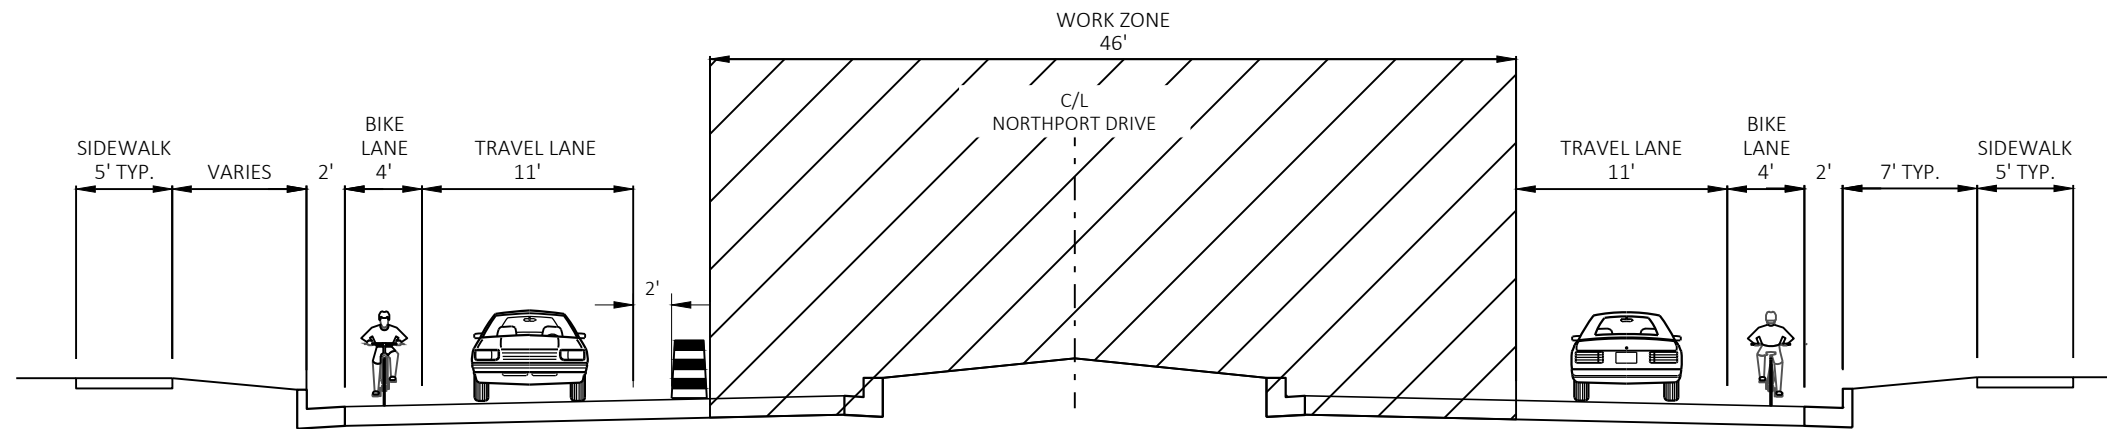 WORK ZONE
46'
C/L
NORTHPORT DRIVE
SIDEWALK
5' TYP.
VARIES
2'
BIKE
LANE
4'
TRAVEL LANE
11'
2'
TRAVEL LANE
11'
BIKE
LANE
4'
2'
7' TYP.
SIDEWALK
5' TYP.